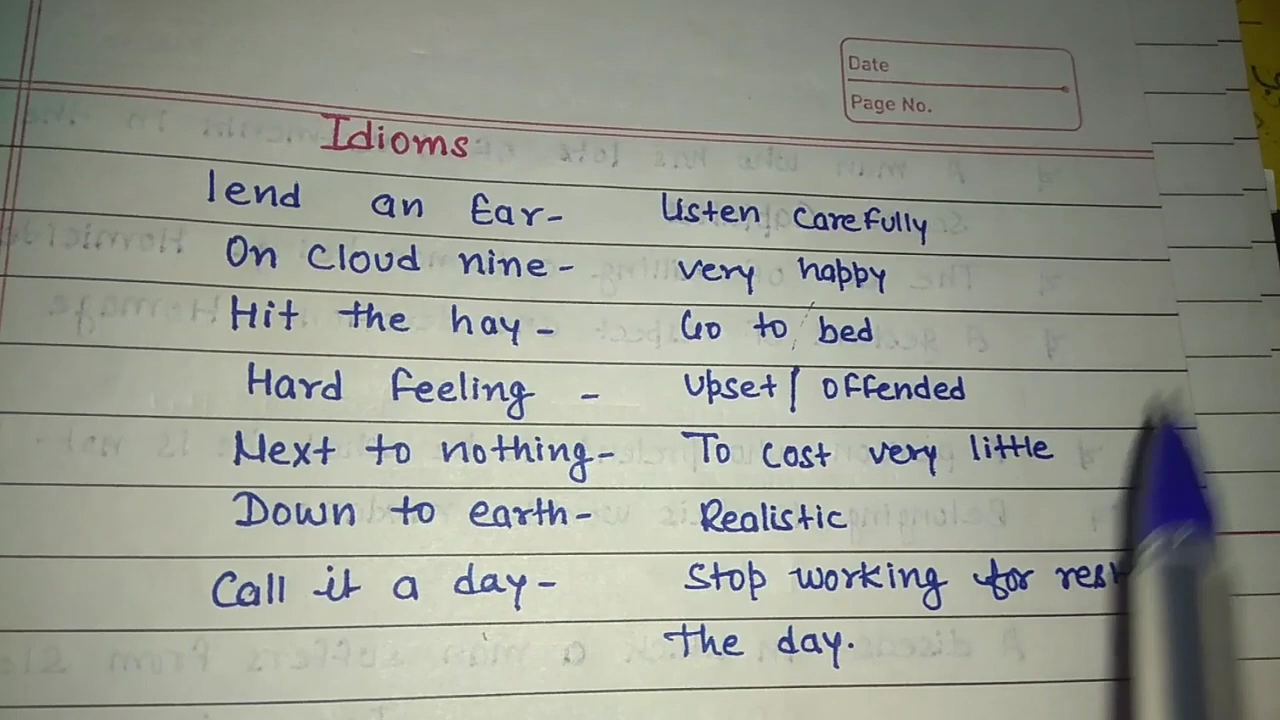 Date
Page No.
Idioms
lend an Ear- Listen carefully
On cloud nine- very happy
Hit the hay- Go to bed
Hard feeling - Upset/ offended
Next to nothing- To cost very little
Down to earth- Realistic
Call it a day- Stop working for rest
the day.